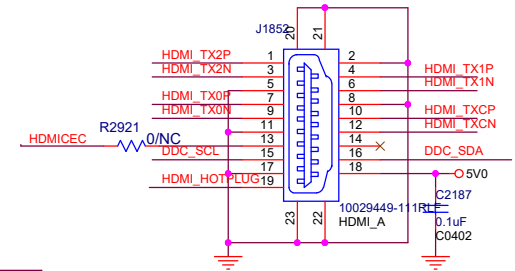 J1852
20
21
HDMI_TX2P 1 2
HDMI_TX2N 3 4 HDMI_TX1P
5 6 HDMI_TX1N
HDMI_TX0P 7 8
HDMI_TX0N 9 10 HDMI_TXCP
11 12 HDMI_TXCN
R2921
HDMICEC 0/NC 13 14
DDC_SCL 15 16 DDC_SDA
17 18 5V0
HDMI_HOTPLUG 19
C2187
10029449-111RLF
23
22
HDMI_A 0.1uF
C0402